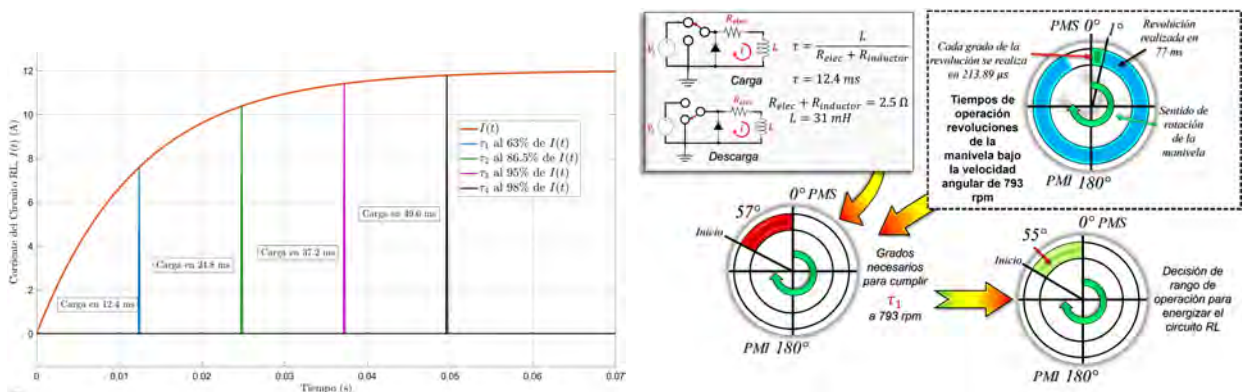 Corriente del Circuito RL, I(t) (A)
14
12
10
8
6
4
2
0
I(t)
τ1 al 63% de I(t)
τ2 al 86.5% de I(t)
τ3 al 95% de I(t)
τ4 al 98% de I(t)
Carga en 49.6 ms
Carga en 37.2 ms
Carga en 24.8 ms
Carga en 12.4 ms
0
0.01
0.02
0.03
0.04
0.05
0.06
0.07
Tiempo (s)
Relec
L
Carga
τ = L / (Relec + Rinductor)
τ = 12.4 ms
Relec
L
Descarga
Relec + Rinductor = 2.5 Ω
L = 31 mH
PMS 0°
1°
Revolución
realizada en
77 ms
Cada grado de la
revolución se realiza
en 213.89 µs
Tiempos de
operación
revoluciones
de la
manivela bajo
la velocidad
angular de 793
rpm
Sentido de
rotación
de la
manivela
PMI 180°
57°
0° PMS
Inicio
PMI 180°
Grados
necesarios
para cumplir
τ1
a 793 rpm
55°
0° PMS
Inicio
PMI 180°
Decisión de
rango de
operación para
energizar el
circuito RL